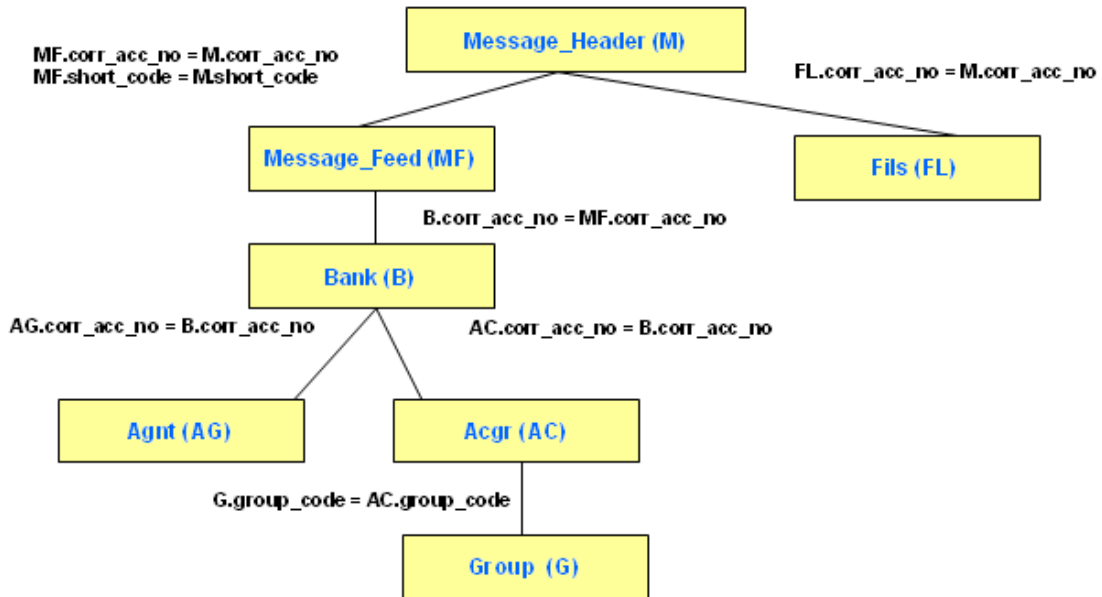 Message_Header (M)
MF.corr_acc_no = M.corr_acc_no
MF.short_code = M.short_code
FL.corr_acc_no = M.corr_acc_no
Message_Feed (MF)
Fils (FL)
B.corr_acc_no = MF.corr_acc_no
Bank (B)
AG.corr_acc_no = B.corr_acc_no
AC.corr_acc_no = B.corr_acc_no
Agnt (AG)
Acgr (AC)
G.group_code = AC.group_code
Group (G)